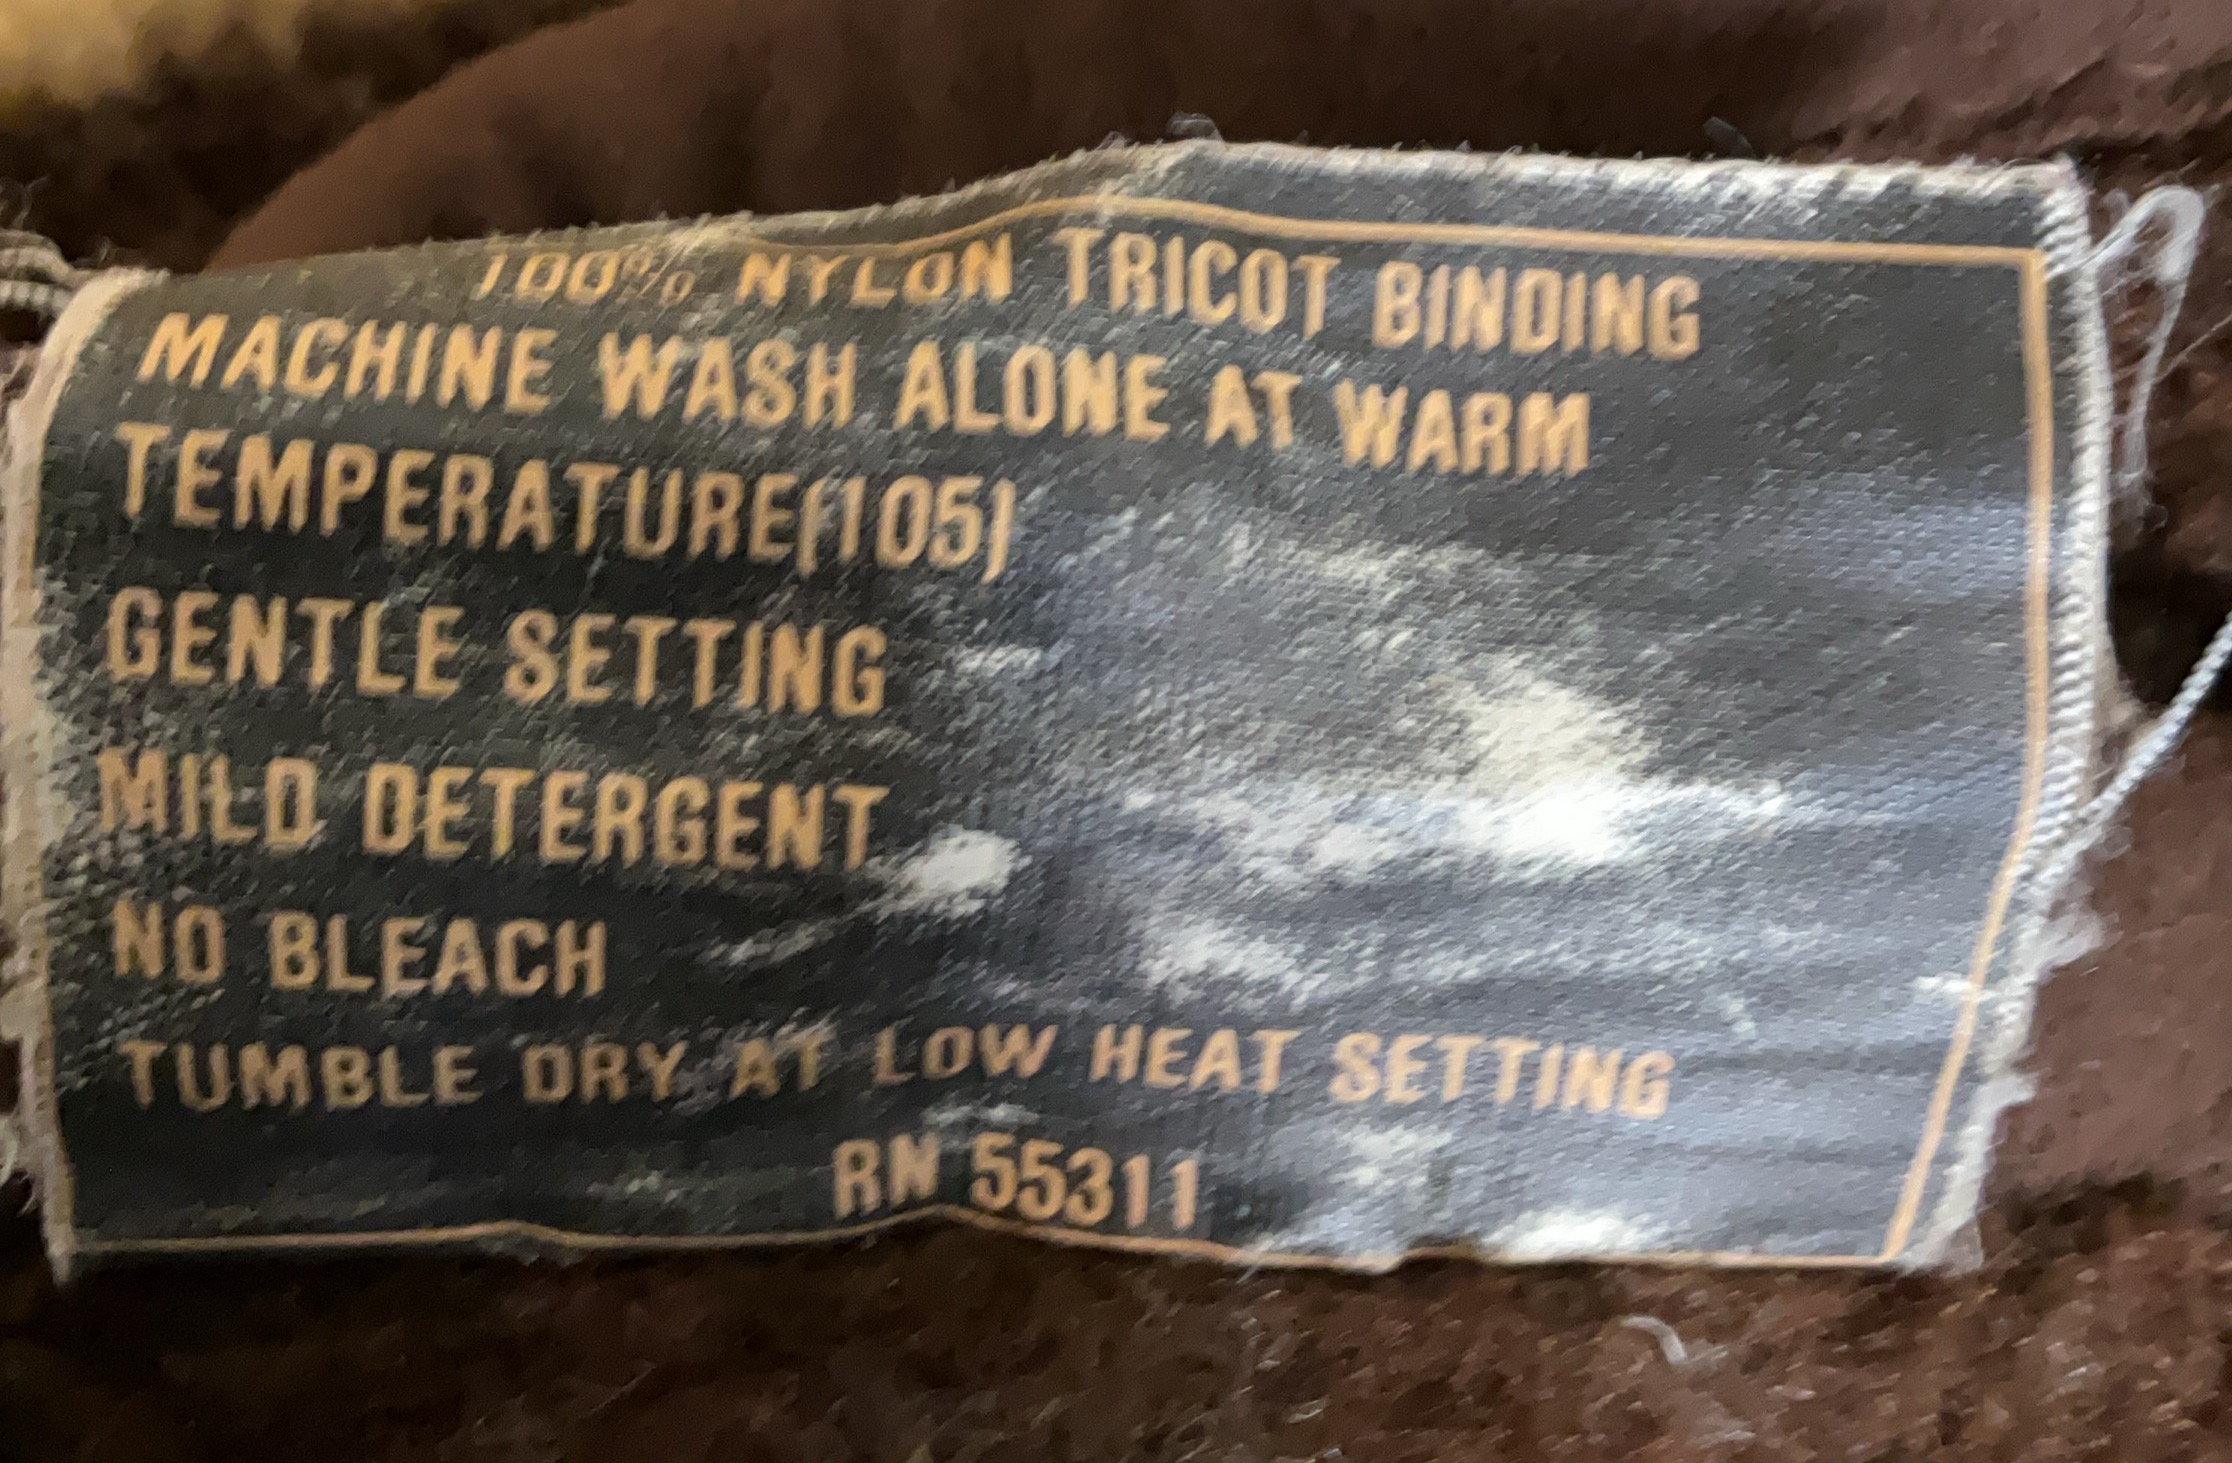 100% NYLON TRICOT BINDING
MACHINE WASH ALONE AT WARM
TEMPERATURE(105)
GENTLE SETTING
MILD DETERGENT
NO BLEACH
TUMBLE DRY AT LOW HEAT SETTING
RN 55311